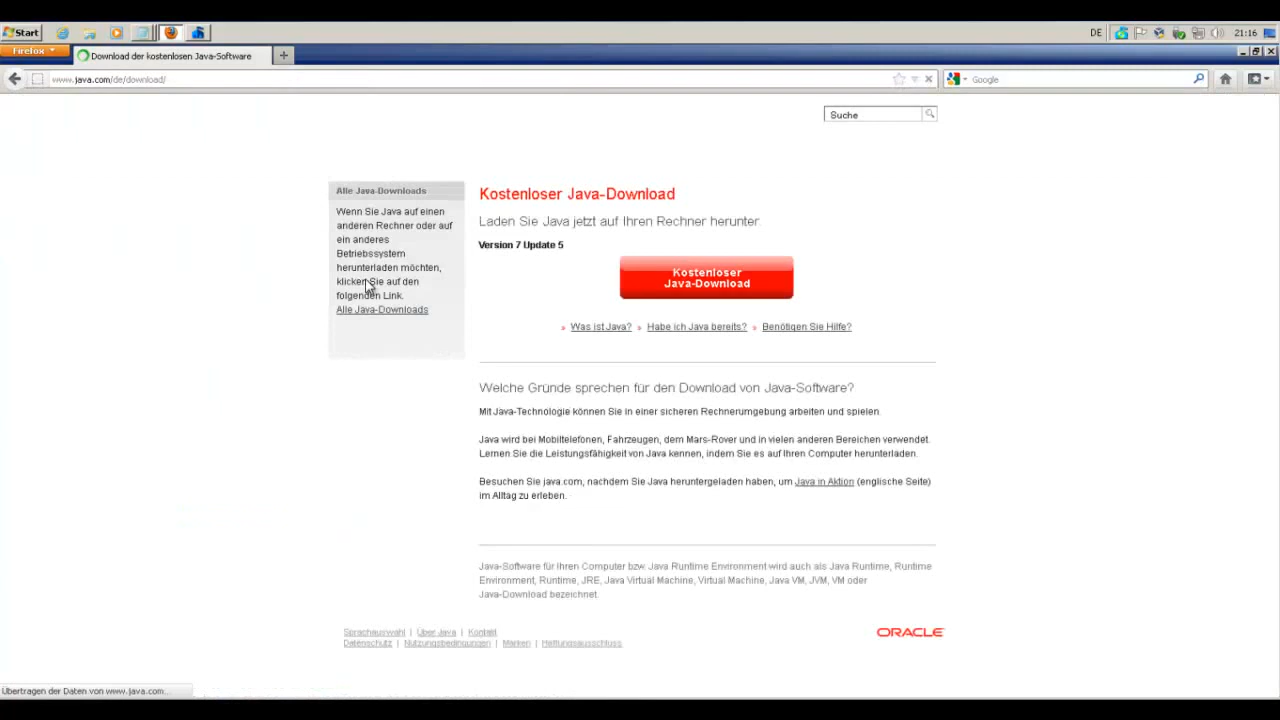 Start
DE
21:16
Firefox
Download der kostenlosen Java-Software
www.java.com/de/download/
Google
Suche
Alle Java-Downloads
Wenn Sie Java auf einen
anderen Rechner oder auf
ein anderes
Betriebssystem
herunterladen möchten,
klicken Sie auf den
folgenden Link.
Alle Java-Downloads
Kostenloser Java-Download
Laden Sie Java jetzt auf Ihren Rechner herunter.
Version 7 Update 5
Kostenloser
Java-Download
» Was ist Java? » Habe ich Java bereits? » Benötigen Sie Hilfe?
Welche Gründe sprechen für den Download von Java-Software?
Mit Java-Technologie können Sie in einer sicheren Rechnerumgebung arbeiten und spielen.
Java wird bei Mobiltelefonen, Fahrzeugen, dem Mars-Rover und in vielen anderen Bereichen verwendet.
Lernen Sie die Leistungsfähigkeit von Java kennen, indem Sie es auf Ihren Computer herunterladen.
Besuchen Sie java.com, nachdem Sie Java heruntergeladen haben, um Java in Aktion (englische Seite)
im Alltag zu erleben.
Java-Software für Ihren Computer bzw. Java Runtime Environment wird auch als Java Runtime, Runtime
Environment, Runtime, JRE, Java Virtual Machine, Virtual Machine, Java VM, JVM, VM oder
Java-Download bezeichnet.
Sprachauswahl | Über Java | Kontakt
Datenschutz | Nutzungsbedingungen | Marken | Haftungsausschluss
ORACLE
Übertragen der Daten von www.java.com...